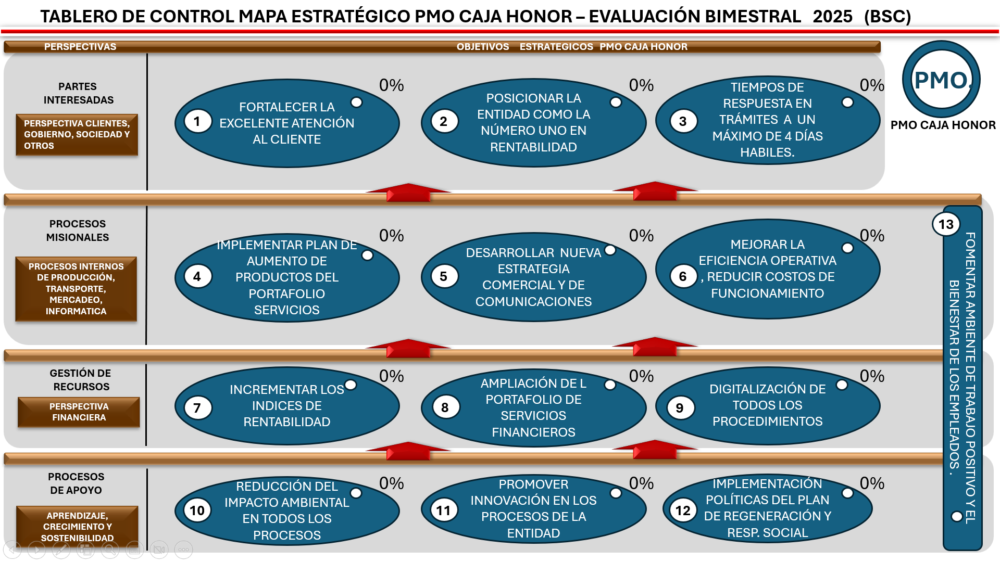 TABLERO DE CONTROL MAPA ESTRATÉGICO PMO CAJA HONOR – EVALUACIÓN BIMESTRAL 2025 (BSC)
PERSPECTIVAS
OBJETIVOS ESTRATEGICOS PMO CAJA HONOR
PMO.
PMO CAJA HONOR
PARTES
INTERESADAS
PERSPECTIVA CLIENTES,
GOBIERNO, SOCIEDAD Y
OTROS
1
FORTALECER LA
EXCELENTE ATENCIÓN
AL CLIENTE
0%
2
POSICIONAR LA
ENTIDAD COMO LA
NÚMERO UNO EN
RENTABILIDAD
0%
3
TIEMPOS DE
RESPUESTA EN
TRÁMITES A UN
MÁXIMO DE 4 DÍAS
HABILES.
0%
PROCESOS
MISIONALES
PROCESOS INTERNOS
DE PRODUCCIÓN,
TRANSPORTE,
MERCADEO,
INFORMATICA
4
IMPLEMENTAR PLAN DE
AUMENTO DE
PRODUCTOS DEL
PORTAFOLIO
SERVICIOS
0%
5
DESARROLLAR NUEVA
ESTRATEGIA
COMERCIAL Y DE
COMUNICACIONES
0%
6
MEJORAR LA
EFICIENCIA OPERATIVA
, REDUCIR COSTOS DE
FUNCIONAMIENTO
0%
13
FOMENTAR AMBIENTE DE TRABAJO POSITIVO Y EL
BIENESTAR DE LOS EMPLEADOS .
GESTIÓN DE
RECURSOS
PERSPECTIVA
FINANCIERA
7
INCREMENTAR LOS
INDICES DE
RENTABILIDAD
0%
8
AMPLIACIÓN DE L
PORTAFOLIO DE
SERVICIOS
FINANCIEROS
0%
9
DIGITALIZACIÓN DE
TODOS LOS
PROCEDIMIENTOS
0%
PROCESOS
DE APOYO
APRENDIZAJE,
CRECIMIENTO Y
SOSTENIBILIDAD
10
REDUCCIÓN DEL
IMPACTO AMBIENTAL
EN TODOS LOS
PROCESOS
0%
11
PROMOVER
INNOVACIÓN EN LOS
PROCESOS DE LA
ENTIDAD
0%
12
IMPLEMENTACIÓN
POLÍTICAS DEL PLAN
DE REGENERACIÓN Y
RESP. SOCIAL
0%